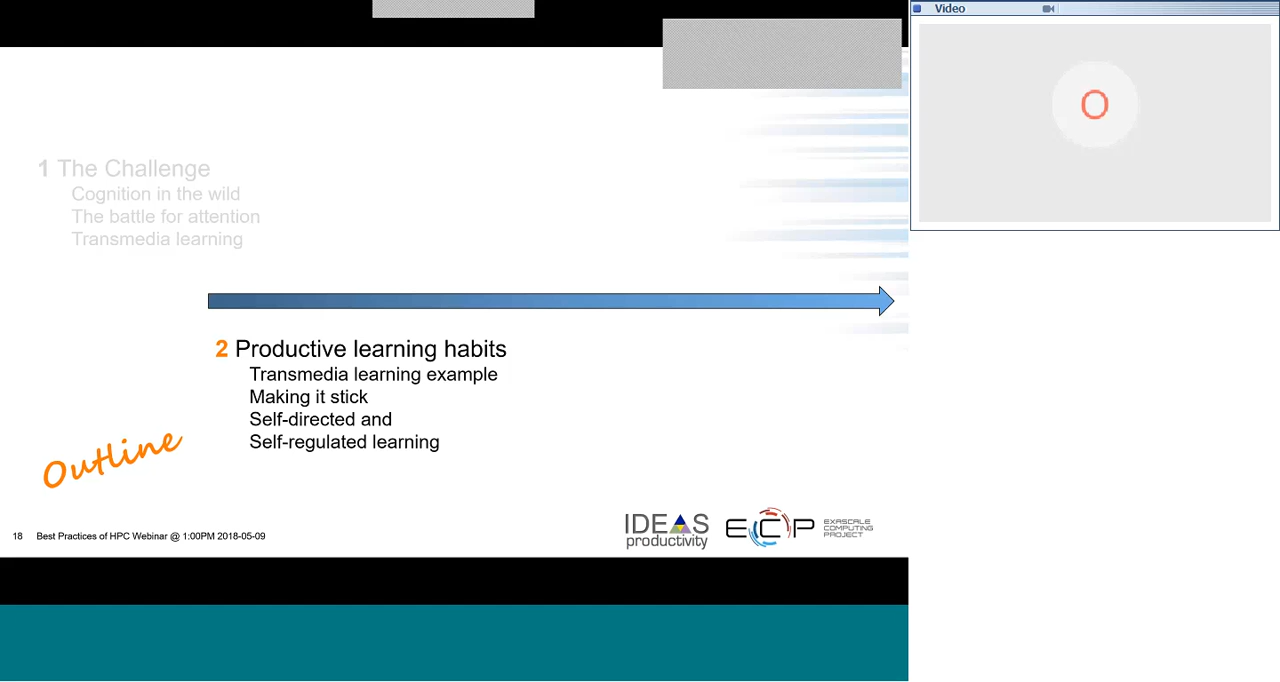 Video
O
1 The Challenge
Cognition in the wild
The battle for attention
Transmedia learning
2 Productive learning habits
Transmedia learning example
Making it stick
Self-directed and
Self-regulated learning
Outline
18 Best Practices of HPC Webinar @ 1:00PM 2018-05-09
IDEAS
productivity
ECP
EXASCALE
COMPUTING
PROJECT